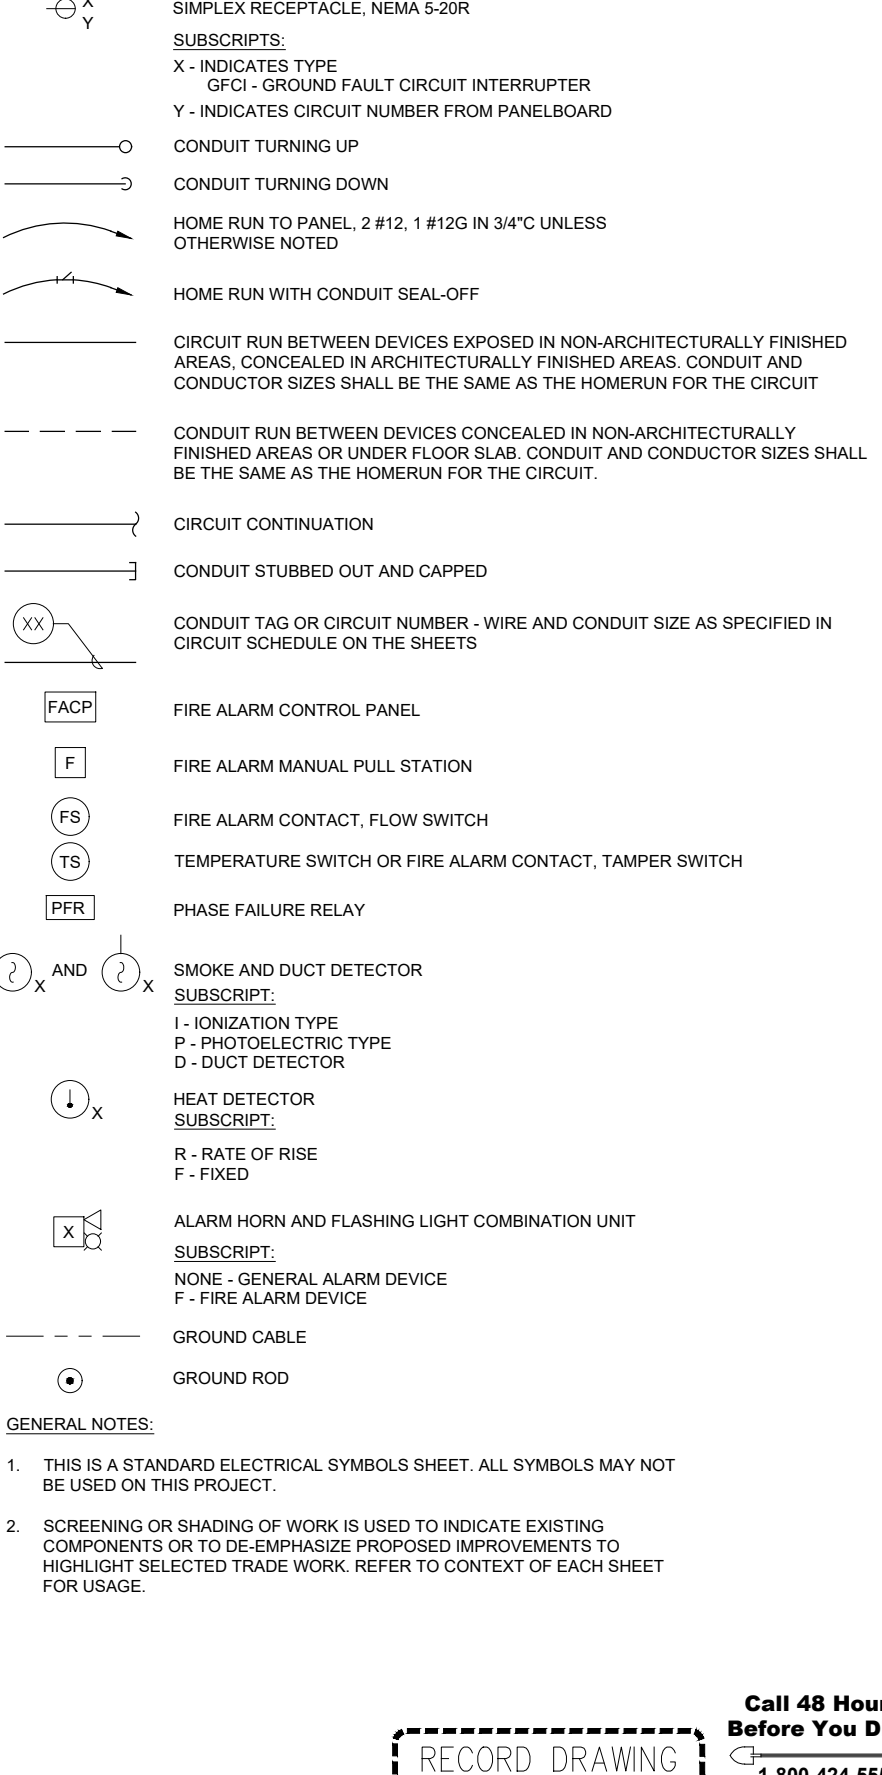 X
SIMPLEX RECEPTACLE, NEMA 5-20R
Y
SUBSCRIPTS:
X - INDICATES TYPE
GFCI - GROUND FAULT CIRCUIT INTERRUPTER
Y - INDICATES CIRCUIT NUMBER FROM PANELBOARD
CONDUIT TURNING UP
CONDUIT TURNING DOWN
HOME RUN TO PANEL, 2 #12, 1 #12G IN 3/4"C UNLESS
OTHERWISE NOTED
HOME RUN WITH CONDUIT SEAL-OFF
CIRCUIT RUN BETWEEN DEVICES EXPOSED IN NON-ARCHITECTURALLY FINISHED
AREAS, CONCEALED IN ARCHITECTURALLY FINISHED AREAS. CONDUIT AND
CONDUCTOR SIZES SHALL BE THE SAME AS THE HOMERUN FOR THE CIRCUIT
CONDUIT RUN BETWEEN DEVICES CONCEALED IN NON-ARCHITECTURALLY
FINISHED AREAS OR UNDER FLOOR SLAB. CONDUIT AND CONDUCTOR SIZES SHALL
BE THE SAME AS THE HOMERUN FOR THE CIRCUIT.
CIRCUIT CONTINUATION
CONDUIT STUBBED OUT AND CAPPED
XX
CONDUIT TAG OR CIRCUIT NUMBER - WIRE AND CONDUIT SIZE AS SPECIFIED IN
CIRCUIT SCHEDULE ON THE SHEETS
FACP FIRE ALARM CONTROL PANEL
F FIRE ALARM MANUAL PULL STATION
FS FIRE ALARM CONTACT, FLOW SWITCH
TS TEMPERATURE SWITCH OR FIRE ALARM CONTACT, TAMPER SWITCH
PFR PHASE FAILURE RELAY
X AND X SMOKE AND DUCT DETECTOR
SUBSCRIPT:
I - IONIZATION TYPE
P - PHOTOELECTRIC TYPE
D - DUCT DETECTOR
X HEAT DETECTOR
SUBSCRIPT:
R - RATE OF RISE
F - FIXED
X ALARM HORN AND FLASHING LIGHT COMBINATION UNIT
SUBSCRIPT:
NONE - GENERAL ALARM DEVICE
F - FIRE ALARM DEVICE
GROUND CABLE
GROUND ROD
GENERAL NOTES:
1. THIS IS A STANDARD ELECTRICAL SYMBOLS SHEET. ALL SYMBOLS MAY NOT
BE USED ON THIS PROJECT.
2. SCREENING OR SHADING OF WORK IS USED TO INDICATE EXISTING
COMPONENTS OR TO DE-EMPHASIZE PROPOSED IMPROVEMENTS TO
HIGHLIGHT SELECTED TRADE WORK. REFER TO CONTEXT OF EACH SHEET
FOR USAGE.
Call 48 Hour
Before You D
RECORD DRAWING
1-800-424-55